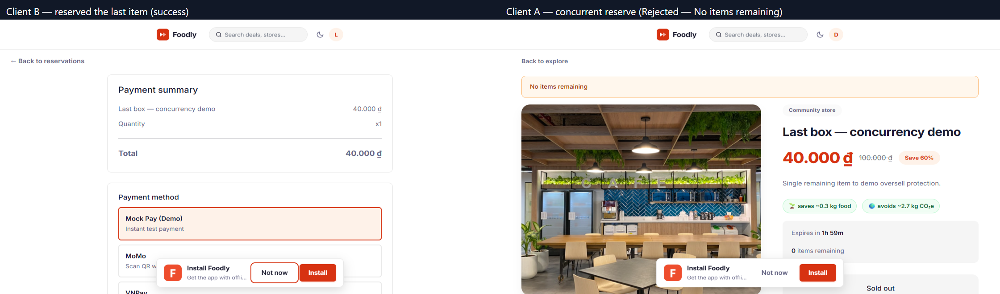 Client B — reserved the last item (success)
Foodly
Search deals, stores...
L
← Back to reservations
Payment summary
Last box — concurrency demo 40.000 ₫
Quantity x1
Total 40.000 ₫
Payment method
Mock Pay (Demo)
Instant test payment
MoMo
Scan QR w
VNPay
F
Install Foodly
Get the app with offli...
Not now
Install
Client A — concurrent reserve (Rejected — No items remaining)
Foodly
Search deals, stores...
D
Back to explore
No items remaining
CAFE
Community store
Last box — concurrency demo
40.000 ₫ 100.000 ₫ Save 60%
Single remaining item to demo oversell protection.
saves ~0.3 kg food avoids ~2.7 kg CO₂e
Expires in 1h 59m
0 items remaining
F
Install Foodly
Get the app with offli...
Not now
Install
Sold out